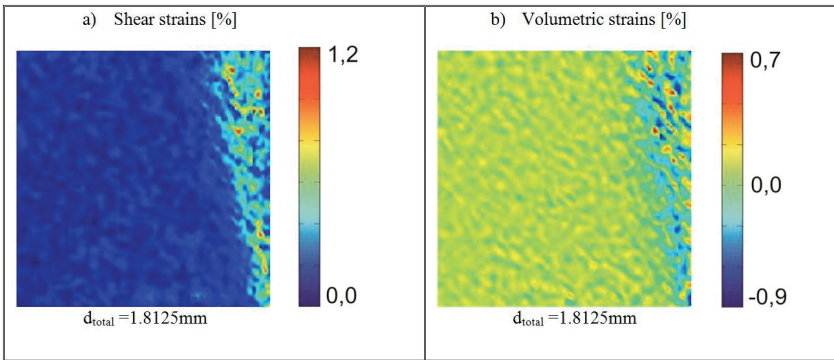 a) Shear strains [%]
1,2
0,0
d_total =1.8125mm
b) Volumetric strains [%]
0,7
0,0
-0,9
d_total =1.8125mm